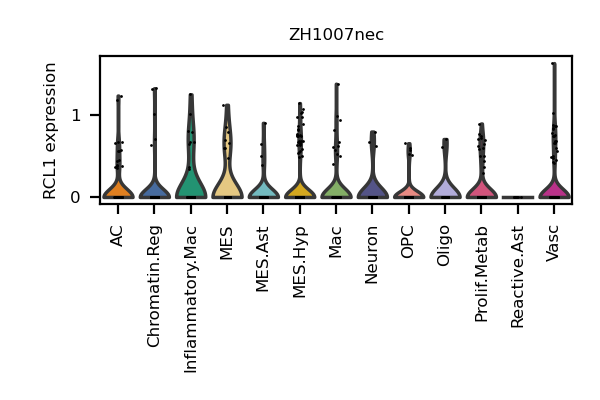 ZH1007nec
RCL1 expression
1
0
AC
Chromatin.Reg
Inflammatory.Mac
MES
MES.Ast
MES.Hyp
Mac
Neuron
OPC
Oligo
Prolif.Metab
Reactive.Ast
Vasc